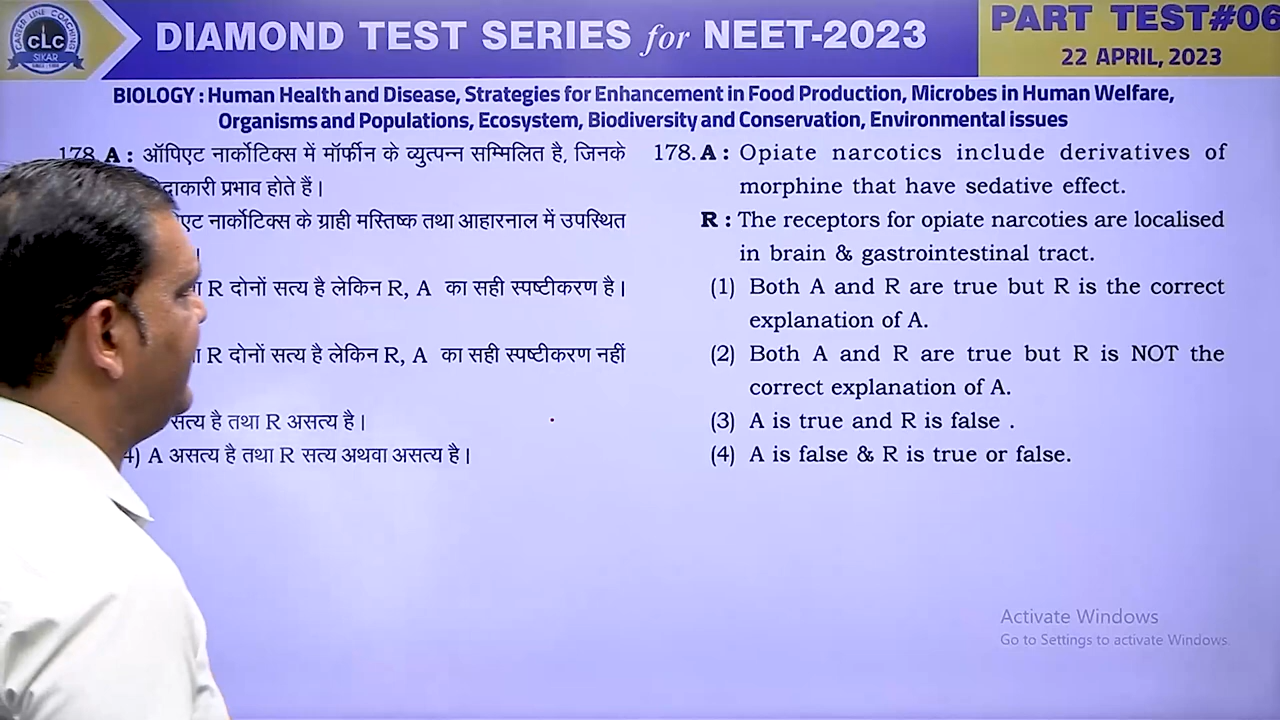 CAREER LINE COACHING
CLC
SIKAR
DIAMOND TEST SERIES for NEET-2023
PART TEST#06
22 APRIL, 2023
BIOLOGY : Human Health and Disease, Strategies for Enhancement in Food Production, Microbes in Human Welfare,
Organisms and Populations, Ecosystem, Biodiversity and Conservation, Environmental issues
178. A : ऑपिएट नार्कोटिक्स में मॉर्फीन के व्युत्पन्न सम्मिलित है, जिनके
प्रभाव होते हैं।
नार्कोटिक्स के ग्राही मस्तिष्क तथा आहारनाल में उपस्थित
R दोनों सत्य है लेकिन R, A का सही स्पष्टीकरण है।
R दोनों सत्य है लेकिन R, A का सही स्पष्टीकरण नहीं
सत्य है तथा R असत्य है।
4) A असत्य है तथा R सत्य अथवा असत्य है।
178. A : Opiate narcotics include derivatives of
morphine that have sedative effect.
R : The receptors for opiate narcoties are localised
in brain & gastrointestinal tract.
(1) Both A and R are true but R is the correct
explanation of A.
(2) Both A and R are true but R is NOT the
correct explanation of A.
(3) A is true and R is false .
(4) A is false & R is true or false.
Activate Windows
Go to Settings to activate Windows.